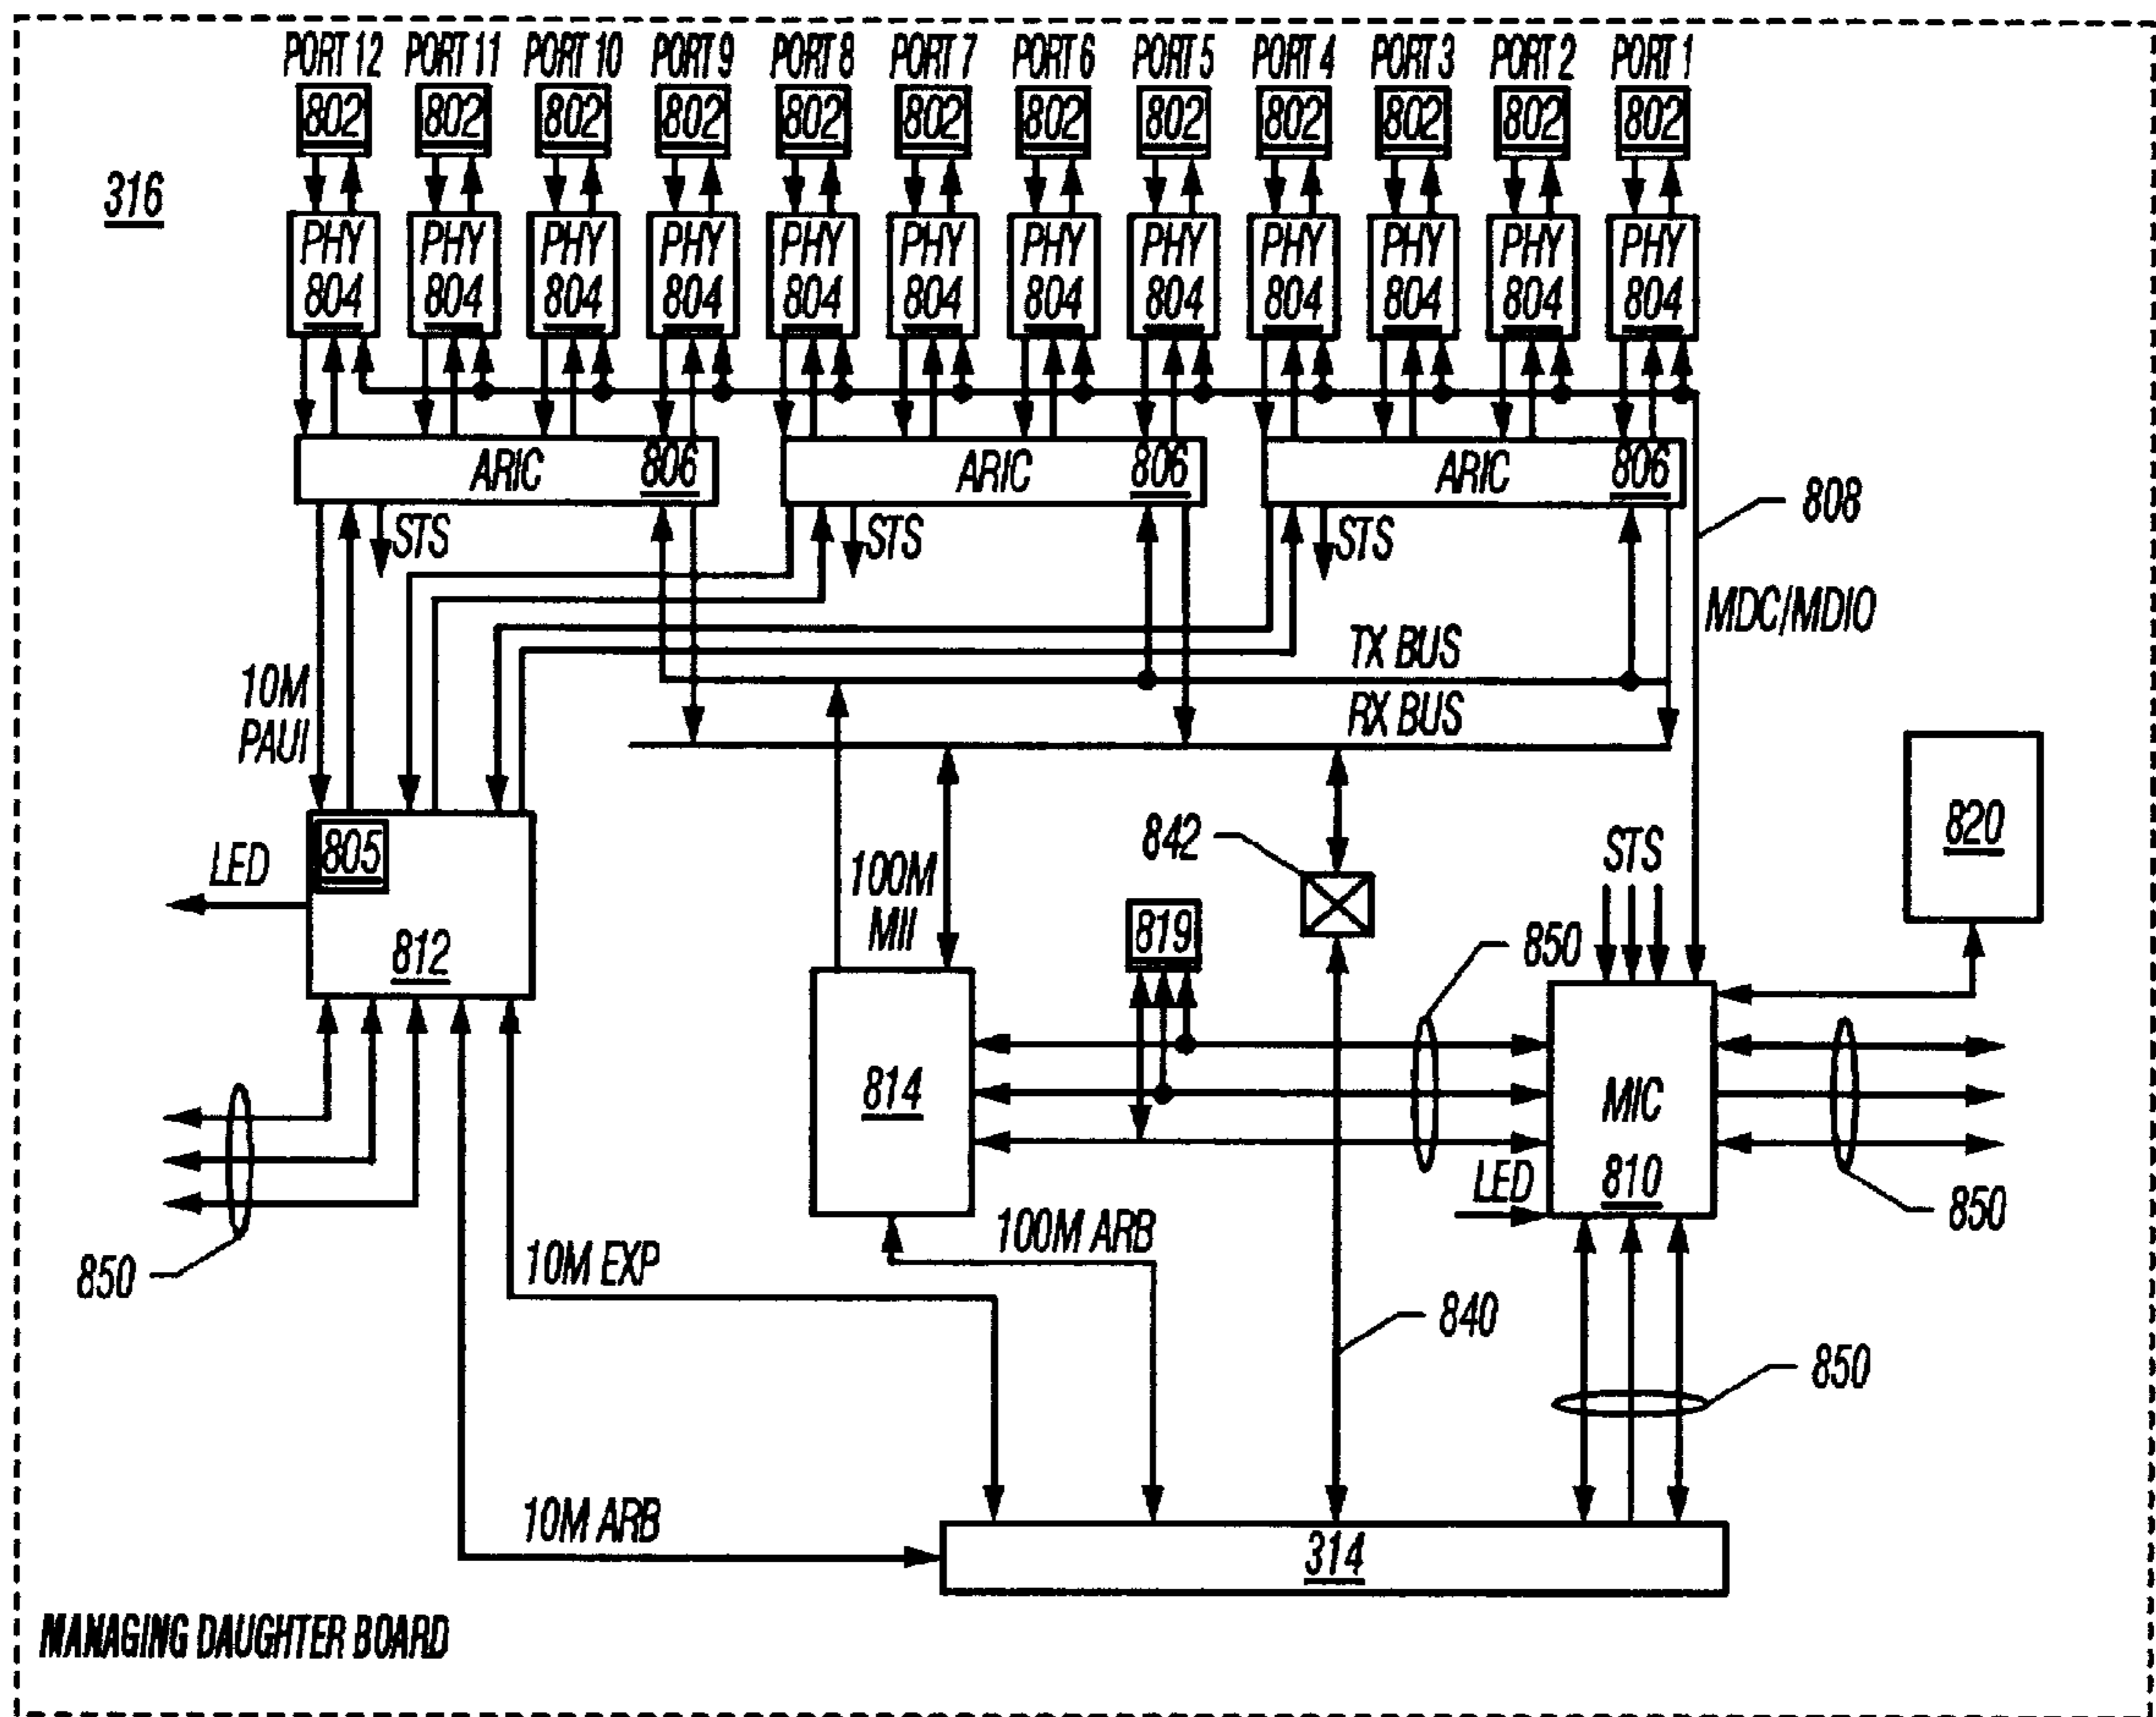 PORT 12 PORT 11 PORT 10 PORT 9 PORT 8 PORT 7 PORT 6 PORT 5 PORT 4 PORT 3 PORT 2 PORT 1
802 802 802 802 802 802 802 802 802 802 802 802
316
PHY PHY PHY PHY PHY PHY PHY PHY PHY PHY PHY PHY
804 804 804 804 804 804 804 804 804 804 804 804
ARIC 806 ARIC 806 ARIC 806
808
STS STS STS
MDC/MDIO
TX BUS
10M
PAUI
RX BUS
820
842
STS
805
LED
100M
MII
819
850
812
814
MIC
810
LED
850
100M ARB
10M EXP
850
840
850
10M ARB
314
MANAGING DAUGHTER BOARD